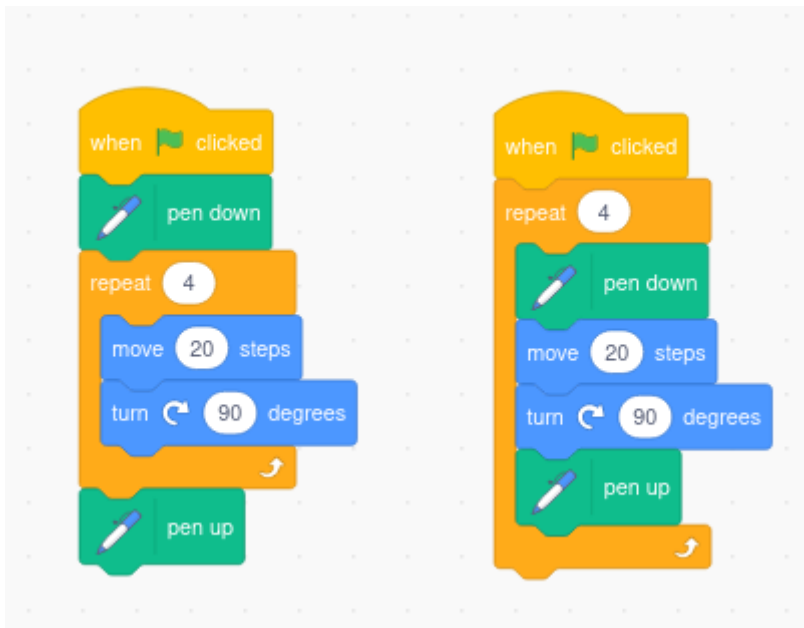 when clicked
pen down
repeat 4
move 20 steps
turn 90 degrees
pen up
when clicked
repeat 4
pen down
move 20 steps
turn 90 degrees
pen up